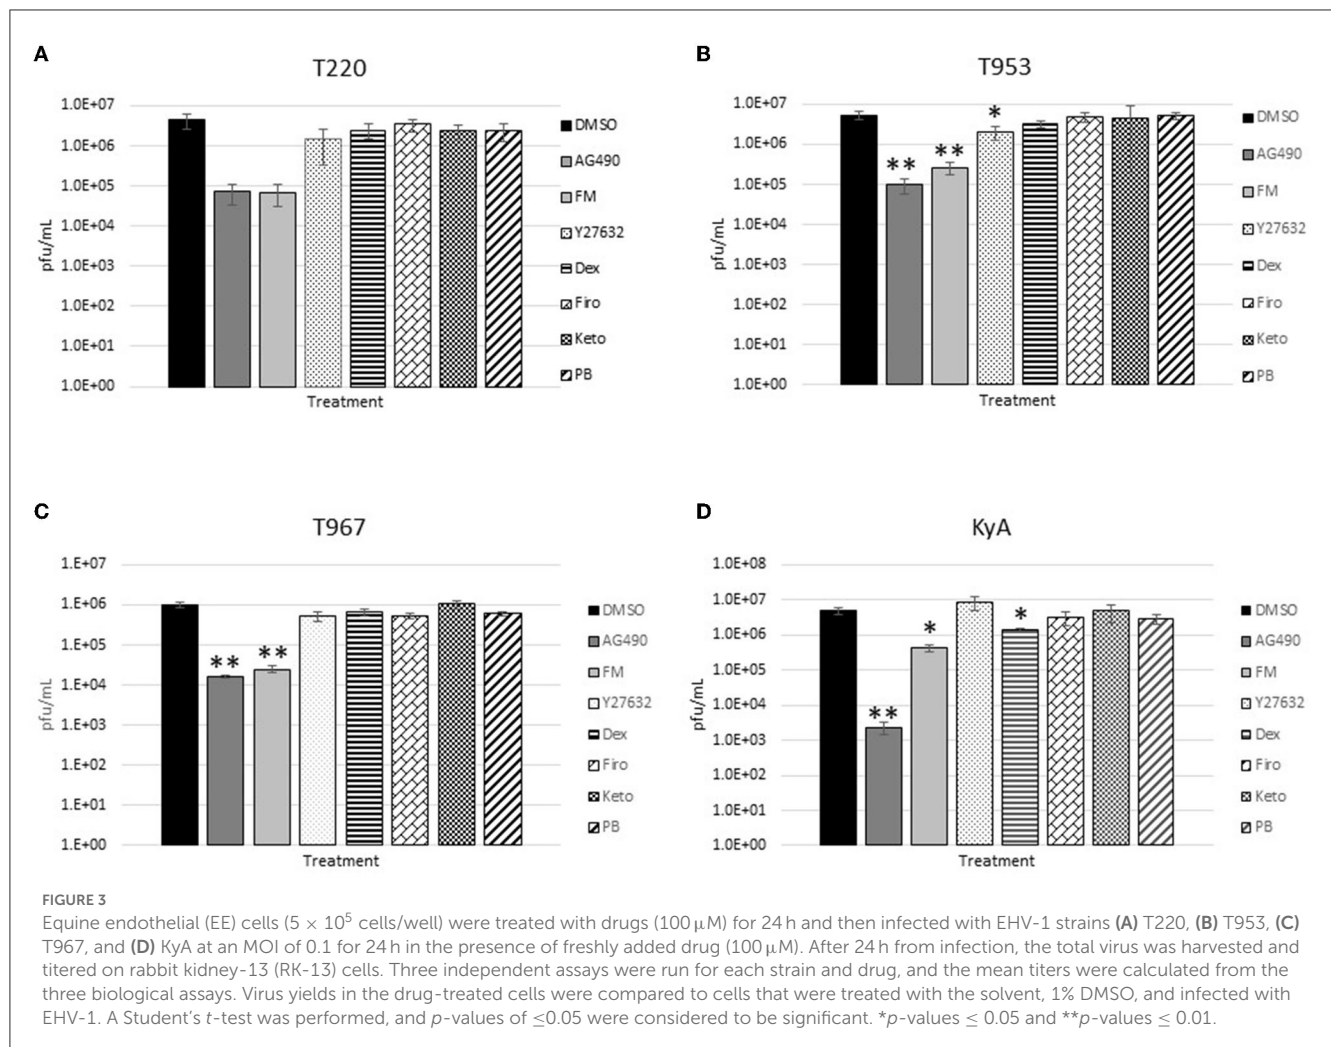 A
T220
1.0E+07
1.0E+06
1.0E+05
1.0E+04
1.0E+03
1.0E+02
1.0E+01
1.0E+00
pfu/mL
Treatment
DMSO
AG490
FM
Y27632
Dex
Firo
Keto
PB
B
T953
1.0E+07
1.0E+06
1.0E+05
1.0E+04
1.0E+03
1.0E+02
1.0E+01
1.0E+00
pfu/mL
** ** *
Treatment
DMSO
AG490
FM
Y27632
Dex
Firo
Keto
PB
C
T967
1.E+07
1.E+06
1.E+05
1.E+04
1.E+03
1.E+02
1.E+01
1.E+00
pfu/mL
** **
Treatment
DMSO
AG490
FM
Y27632
Dex
Firo
Keto
PB
D
KyA
1.0E+08
1.0E+07
1.0E+06
1.0E+05
1.0E+04
1.0E+03
1.0E+02
1.0E+01
1.0E+00
pfu/mL
** * *
Treatment
DMSO
AG490
FM
Y27632
Dex
Firo
Keto
PB
FIGURE 3
Equine endothelial (EE) cells (5 × 10⁵ cells/well) were treated with drugs (100 μM) for 24 h and then infected with EHV-1 strains (A) T220, (B) T953, (C)
T967, and (D) KyA at an MOI of 0.1 for 24 h in the presence of freshly added drug (100 μM). After 24 h from infection, the total virus was harvested and
titered on rabbit kidney-13 (RK-13) cells. Three independent assays were run for each strain and drug, and the mean titers were calculated from the
three biological assays. Virus yields in the drug-treated cells were compared to cells that were treated with the solvent, 1% DMSO, and infected with
EHV-1. A Student's t-test was performed, and p-values of ≤0.05 were considered to be significant. *p-values ≤ 0.05 and **p-values ≤ 0.01.